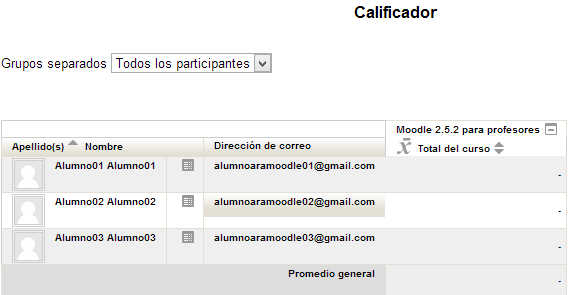 Calificador
Grupos separados Todos los participantes
Moodle 2.5.2 para profesores
Apellido(s) Nombre Dirección de correo x̄ Total del curso
Alumno01 Alumno01 alumnoaramoodle01@gmail.com -
Alumno02 Alumno02 alumnoaramoodle02@gmail.com -
Alumno03 Alumno03 alumnoaramoodle03@gmail.com -
Promedio general -